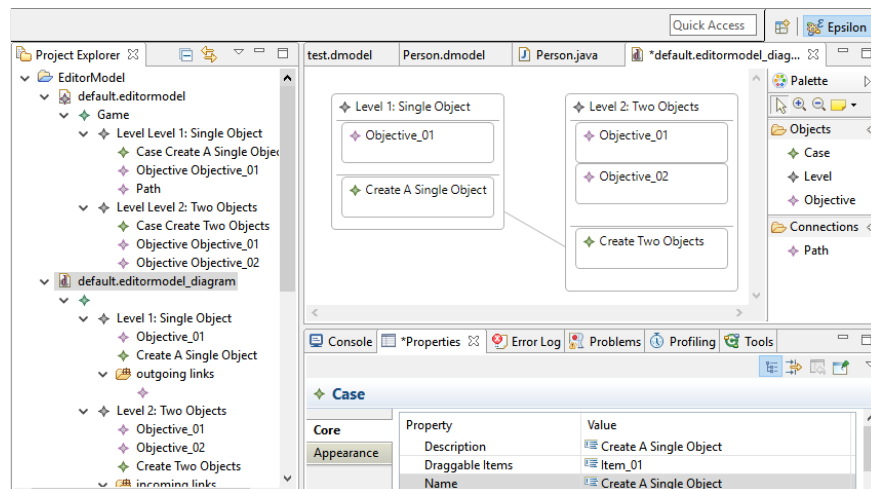 Quick Access
Epsilon
Project Explorer
EditorModel
default.editormodel
Game
Level Level 1: Single Object
Case Create A Single Objec
Objective Objective_01
Path
Level Level 2: Two Objects
Case Create Two Objects
Objective Objective_01
Objective Objective_02
default.editormodel_diagram
Level 1: Single Object
Objective_01
Create A Single Object
outgoing links
Level 2: Two Objects
Objective_01
Objective_02
Create Two Objects
incoming links
test.dmodel Person.dmodel Person.java *default.editormodel_diag...
Level 1: Single Object
Objective_01
Create A Single Object
Level 2: Two Objects
Objective_01
Objective_02
Create Two Objects
Palette
Objects
Case
Level
Objective
Connections
Path
Console *Properties Error Log Problems Profiling Tools
Case
Core
Appearance
Property Value
Description Create A Single Object
Draggable Items Item_01
Name Create A Single Object